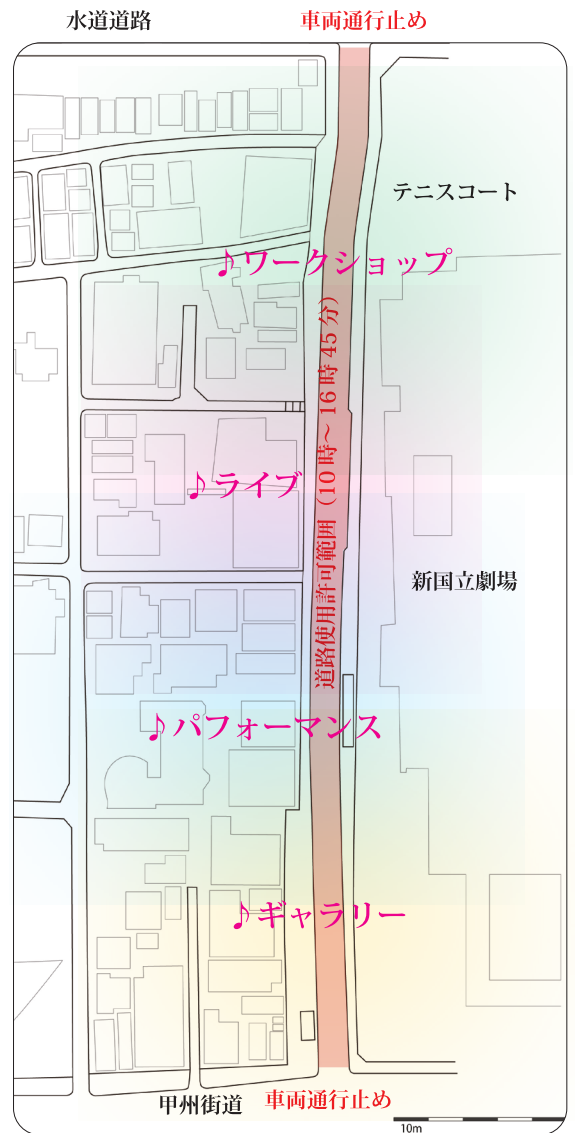 水道道路
車両通行止め
テニスコート
♪ワークショップ
道路使用許可範囲（10時～16時45分）
♪ライブ
新国立劇場
♪パフォーマンス
♪ギャラリー
甲州街道
車両通行止め
10m